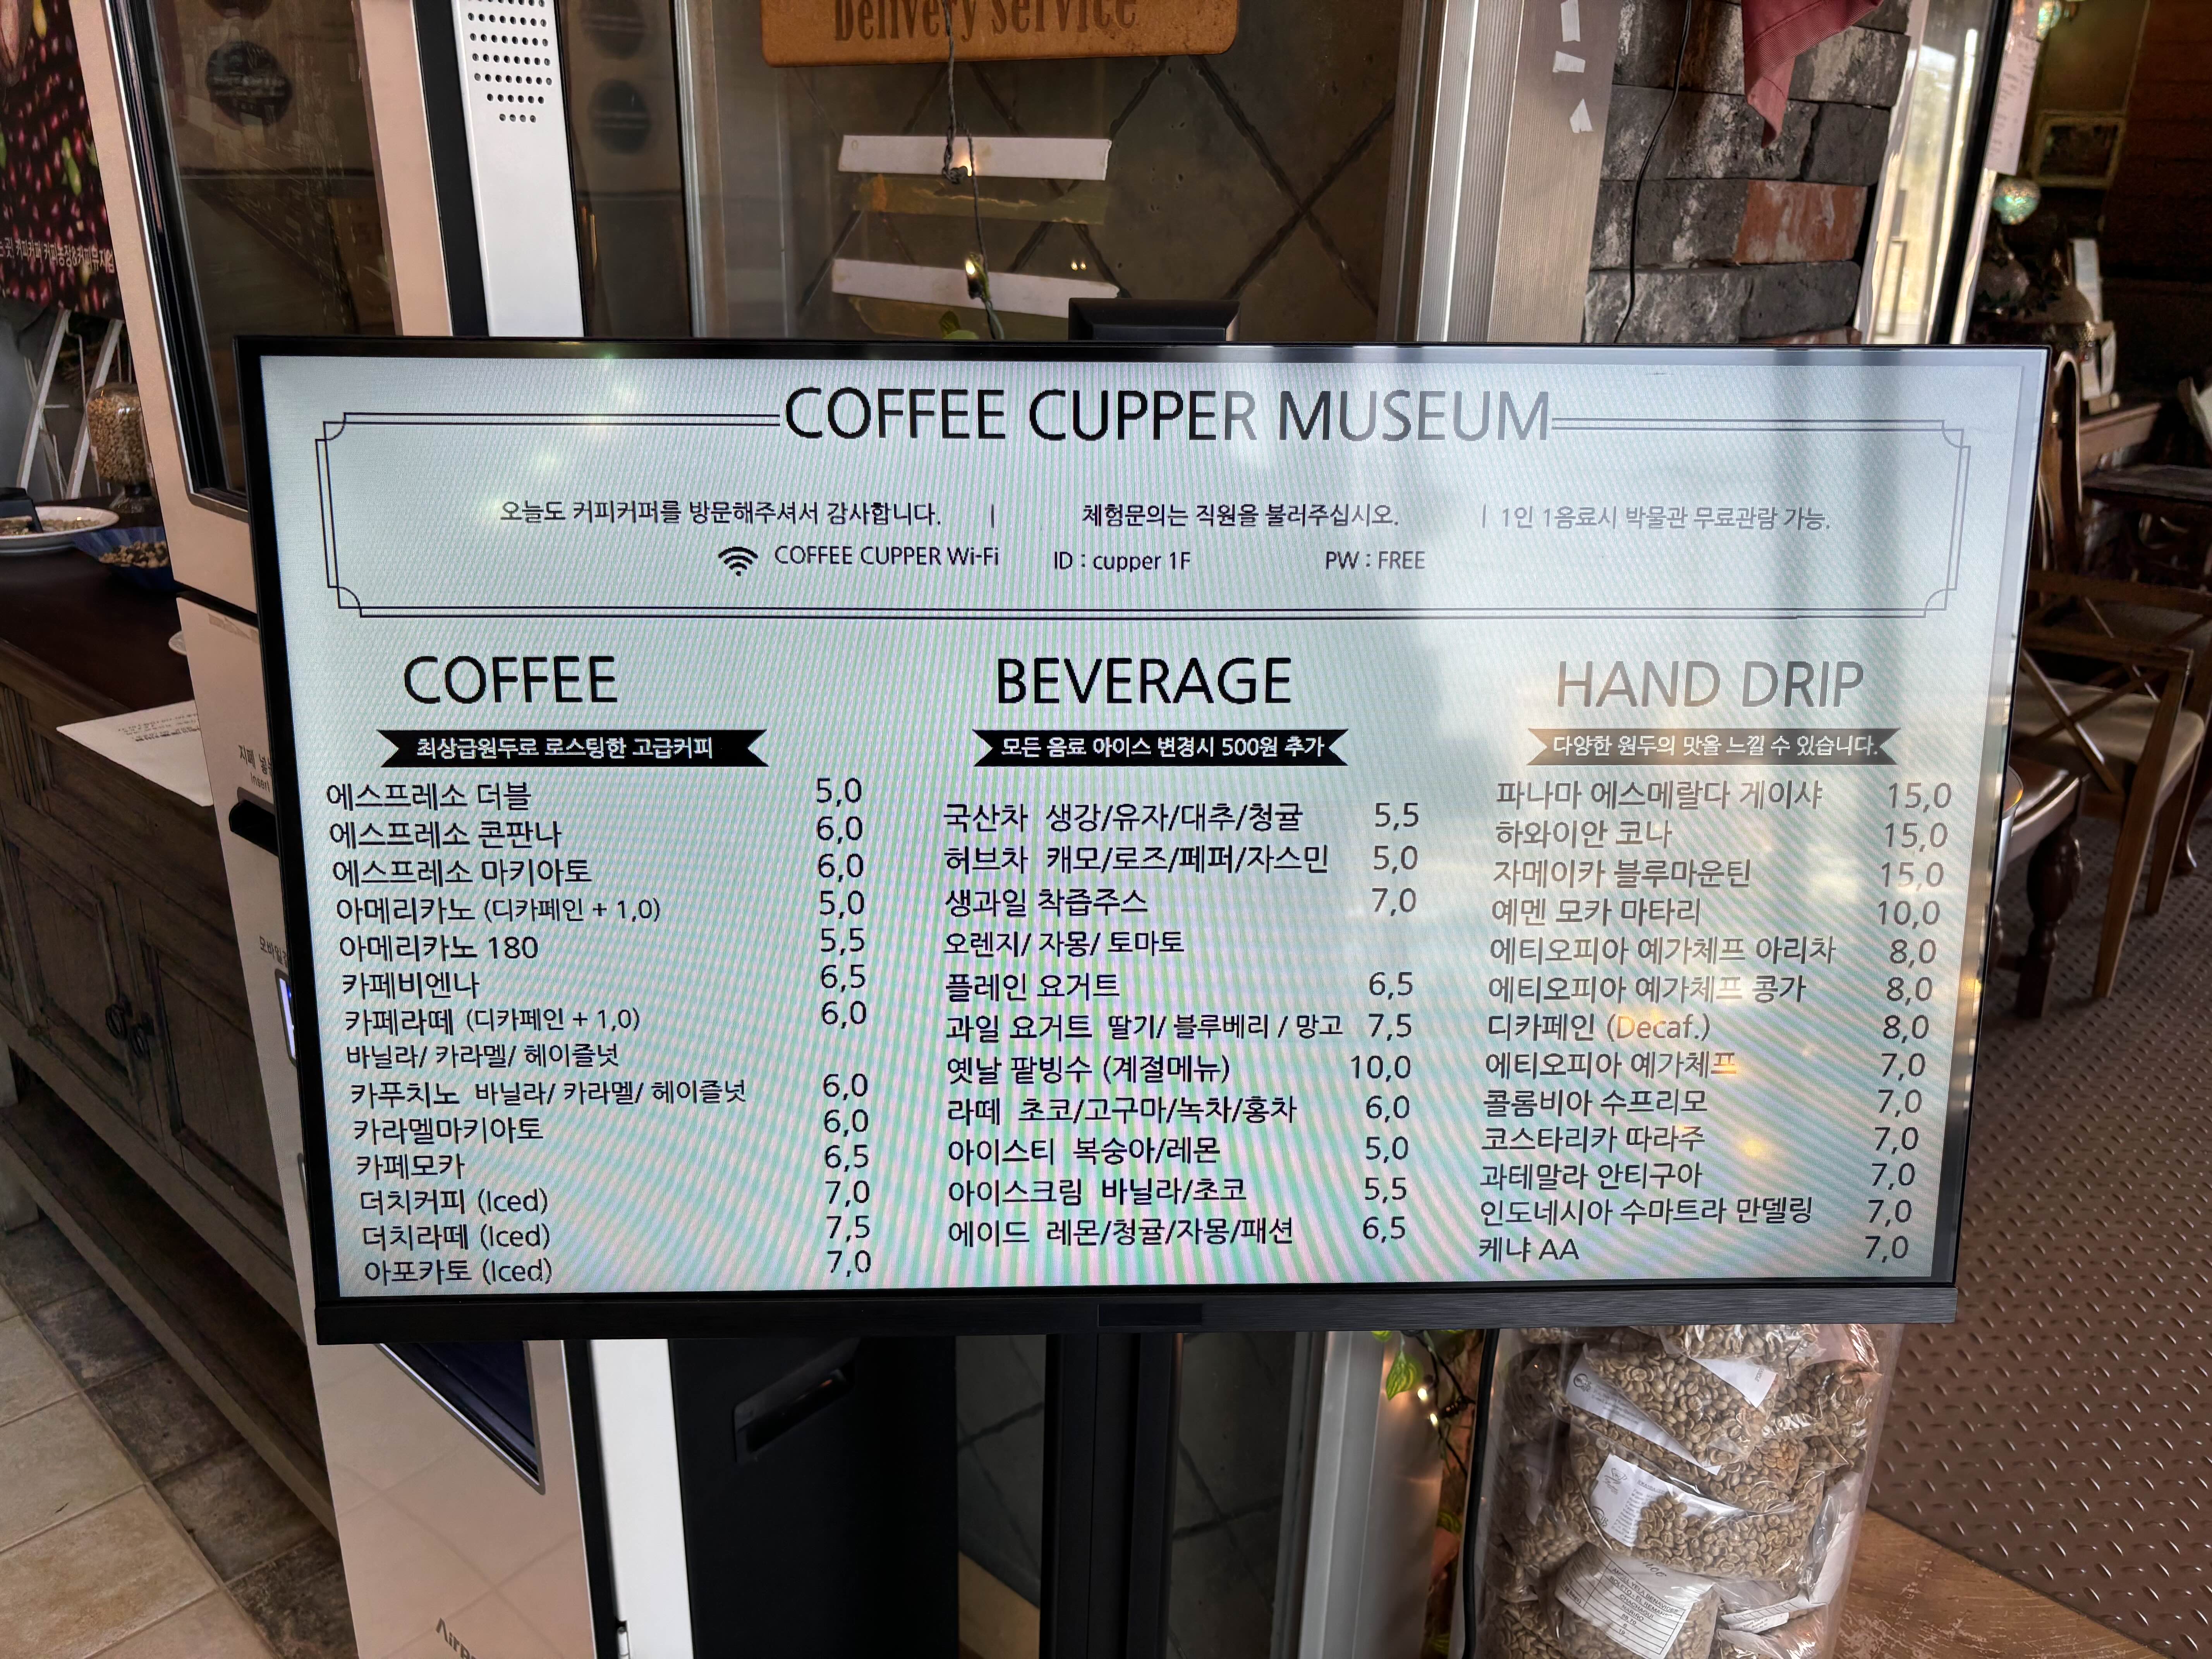 Delivery Service
COFFEE CUPPER MUSEUM
오늘도 커피커퍼를 방문해주셔서 감사합니다. | 체험문의는 직원을 불러주십시오. | 1인 1음료시 박물관 무료관람 가능.
COFFEE CUPPER Wi-Fi ID : cupper 1F PW : FREE
COFFEE
최상급원두로 로스팅한 고급커피
에스프레소 더블 5,0
에스프레소 콘판나 6,0
에스프레소 마키아토 6,0
아메리카노 (디카페인 + 1,0) 5,0
아메리카노 180 5,5
카페비엔나 6,5
카페라떼 (디카페인 + 1,0) 6,0
바닐라/ 카라멜/ 헤이즐넛
카푸치노 바닐라/ 카라멜/ 헤이즐넛 6,0
카라멜마키아토 6,0
카페모카 6,5
더치커피 (Iced) 7,0
더치라떼 (Iced) 7,5
아포카토 (Iced) 7,0
BEVERAGE
모든 음료 아이스 변경시 500원 추가
국산차 생강/유자/대추/청귤 5,5
허브차 캐모/로즈/페퍼/자스민 5,0
생과일 착즙주스 7,0
오렌지/ 자몽/ 토마토
플레인 요거트 6,5
과일 요거트 딸기/ 블루베리 / 망고 7,5
옛날 팥빙수 (계절메뉴) 10,0
라떼 초코/고구마/녹차/홍차 6,0
아이스티 복숭아/레몬 5,0
아이스크림 바닐라/초코 5,5
에이드 레몬/청귤/자몽/패션 6,5
HAND DRIP
다양한 원두의 맛을 느낄 수 있습니다.
파나마 에스메랄다 게이샤 15,0
하와이안 코나 15,0
자메이카 블루마운틴 15,0
예멘 모카 마타리 10,0
에티오피아 예가체프 아리차 8,0
에티오피아 예가체프 콩가 8,0
디카페인 (Decaf.) 8,0
에티오피아 예가체프 7,0
콜롬비아 수프리모 7,0
코스타리카 따라주 7,0
과테말라 안티구아 7,0
인도네시아 수마트라 만델링 7,0
케냐 AA 7,0